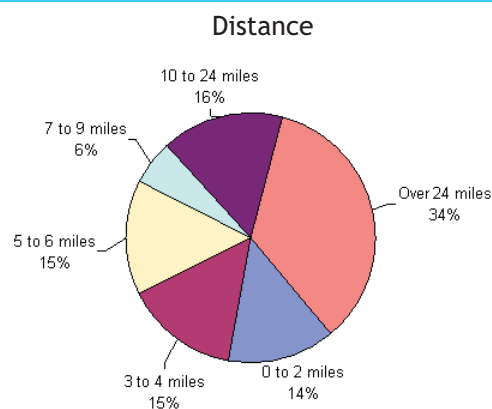 Distance
10 to 24 miles
16%
7 to 9 miles
6%
Over 24 miles
34%
5 to 6 miles
15%
0 to 2 miles
14%
3 to 4 miles
15%